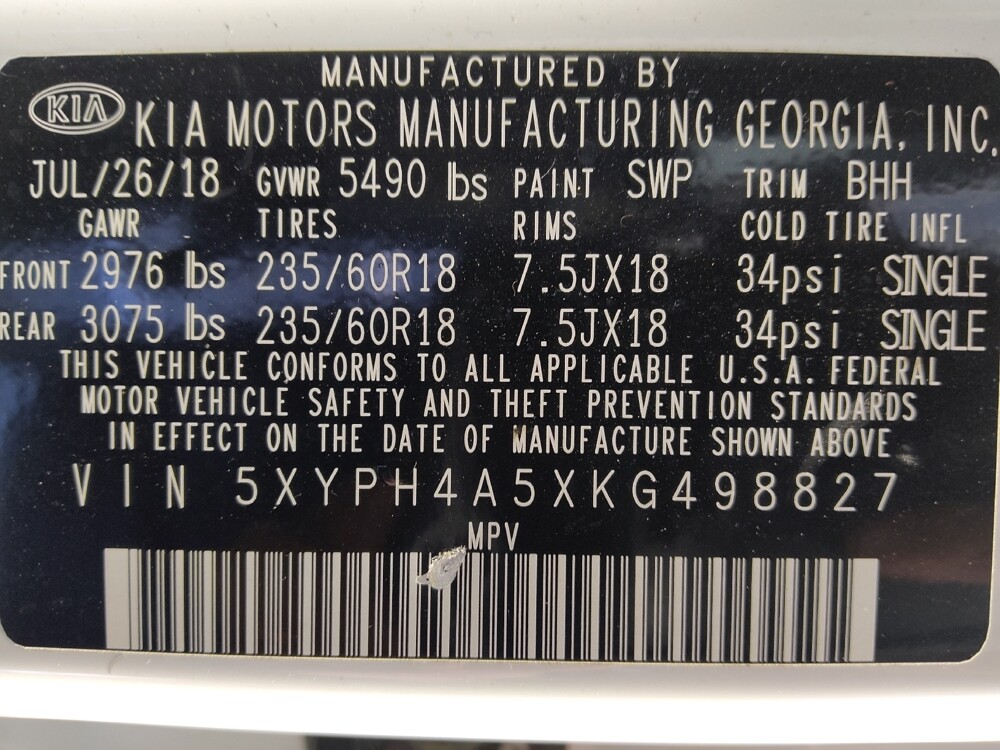 MANUFACTURED BY
KIA KIA MOTORS MANUFACTURING GEORGIA, INC.
JUL/26/18 GVWR 5490 lbs PAINT SWP TRIM BHH
GAWR TIRES RIMS COLD TIRE INFL
FRONT 2976 lbs 235/60R18 7.5JX18 34psi SINGLE
REAR 3075 lbs 235/60R18 7.5JX18 34psi SINGLE
THIS VEHICLE CONFORMS TO ALL APPLICABLE U.S.A. FEDERAL
MOTOR VEHICLE SAFETY AND THEFT PREVENTION STANDARDS
IN EFFECT ON THE DATE OF MANUFACTURE SHOWN ABOVE
VIN 5XYPH4A5XKG498827
MPV